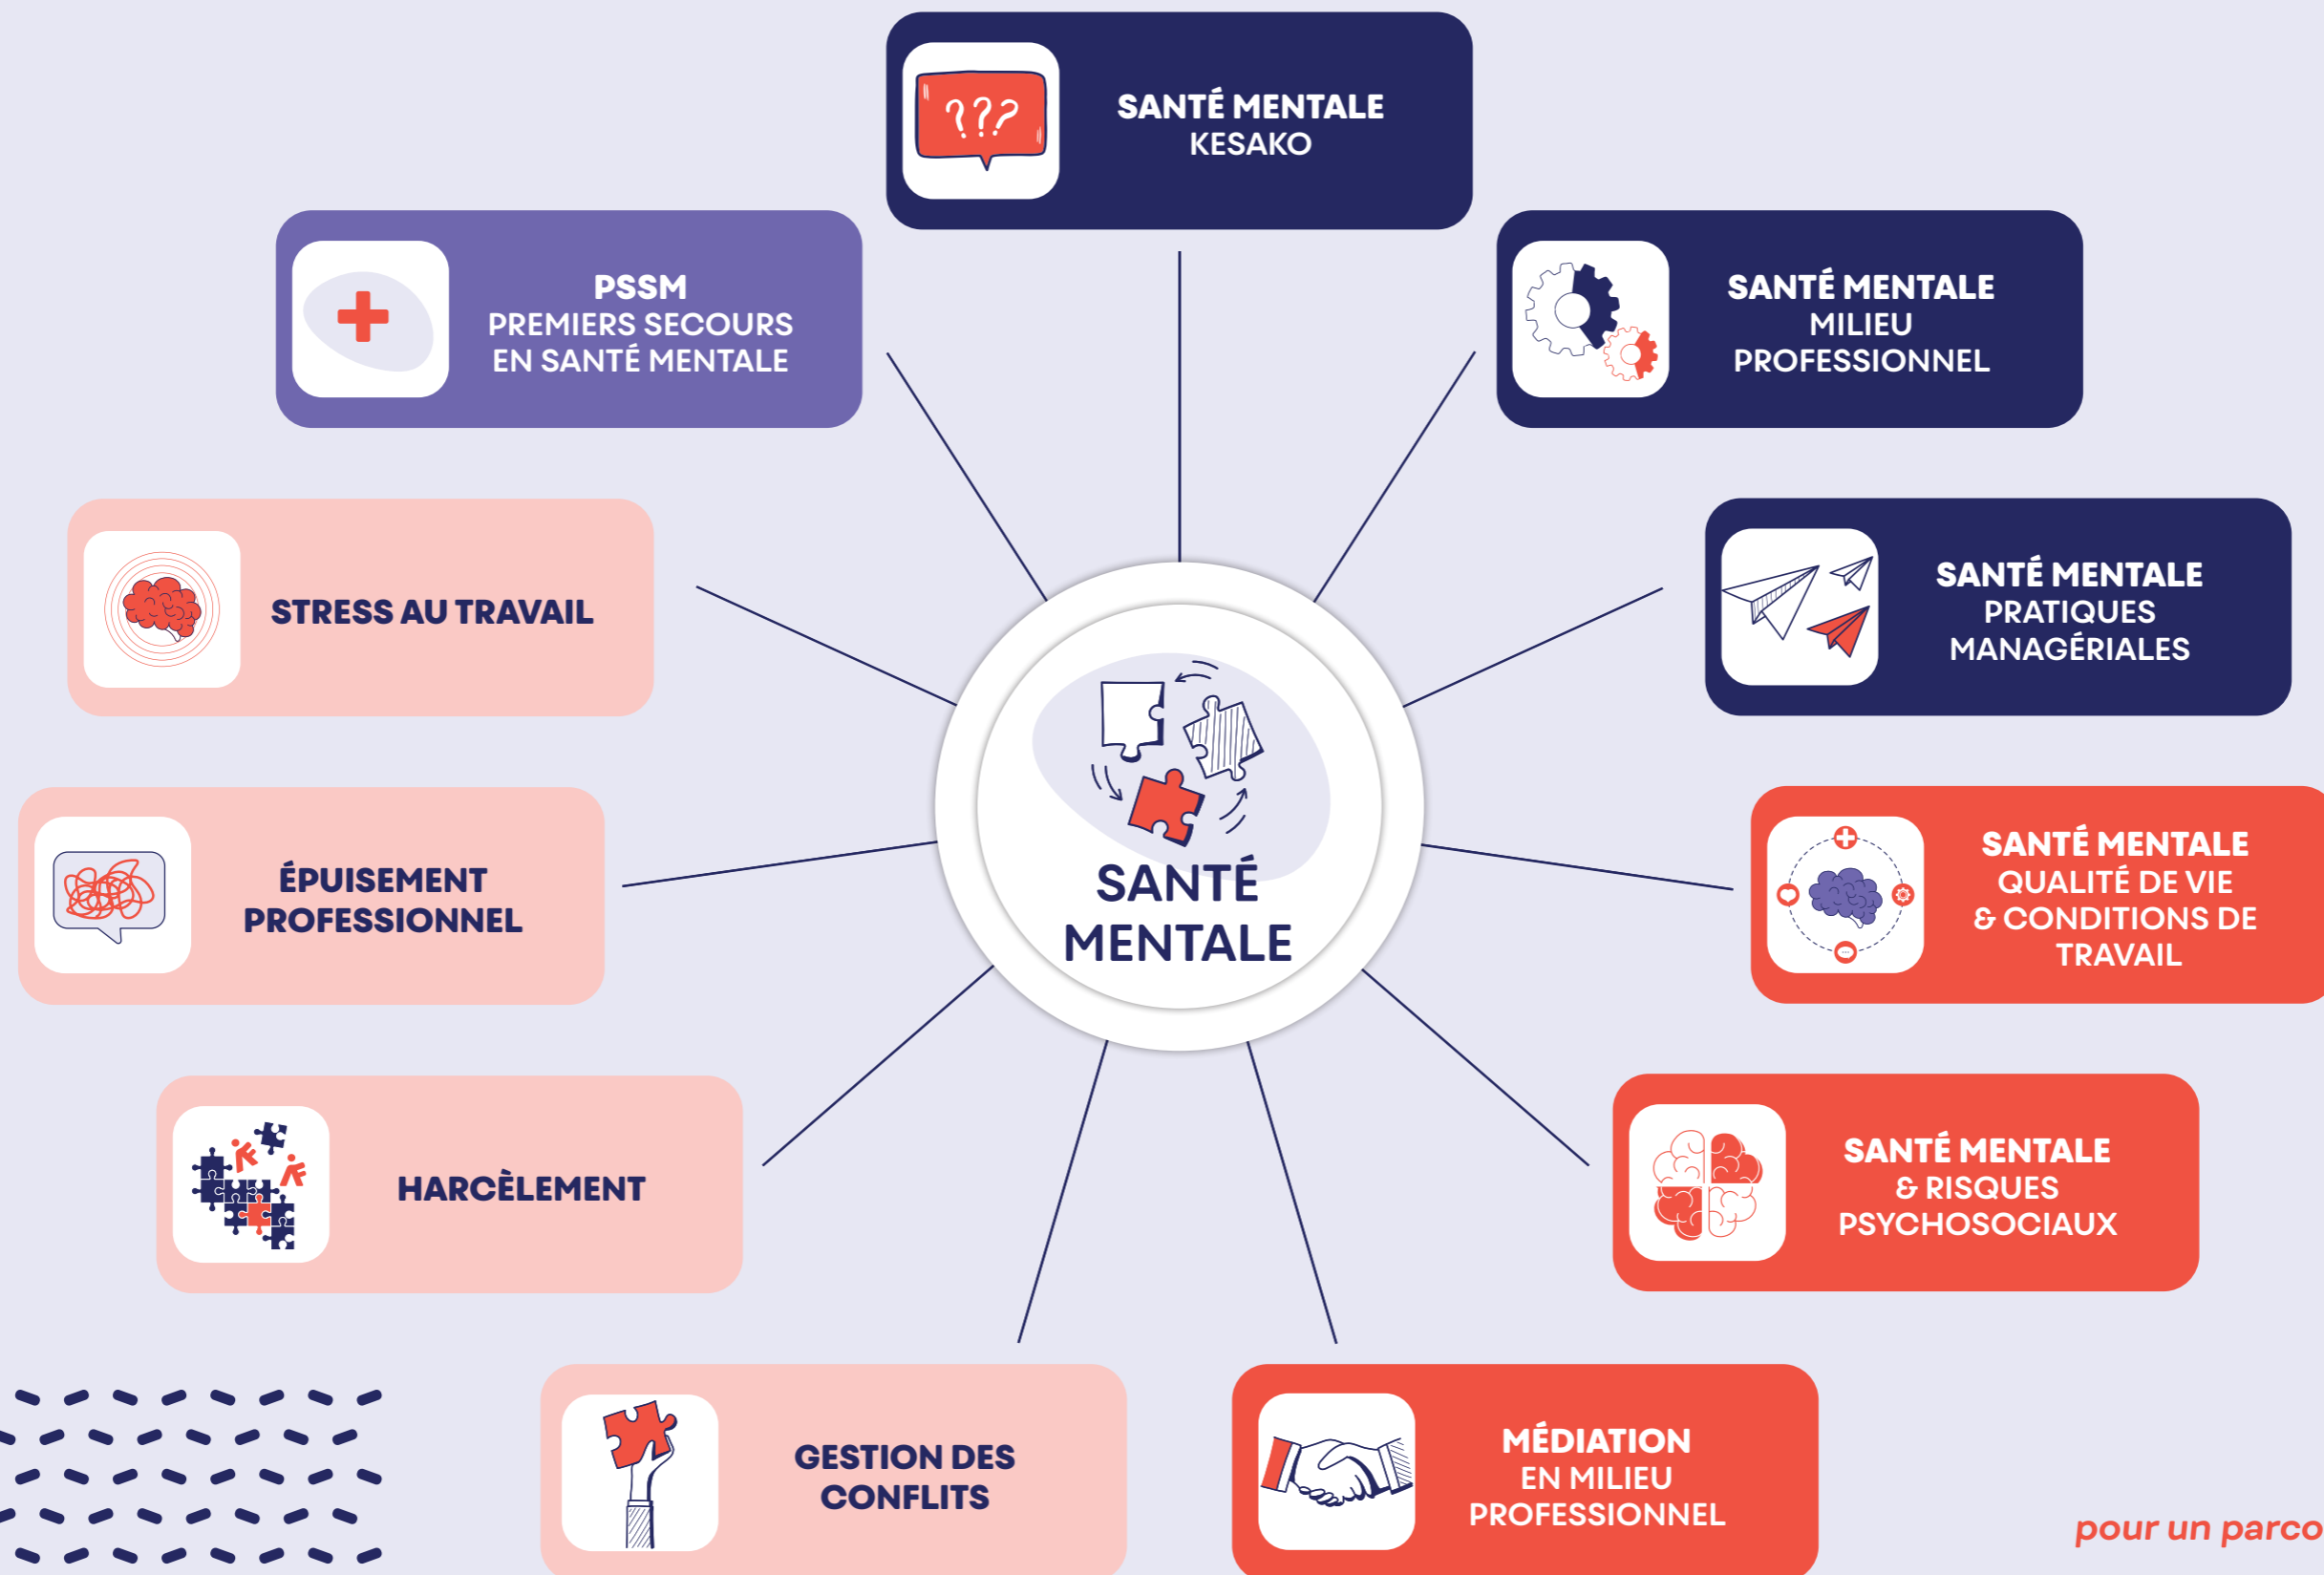 SANTÉ MENTALE
KESAKO
PSSM
PREMIERS SECOURS
EN SANTÉ MENTALE
SANTÉ MENTALE
MILIEU
PROFESSIONNEL
STRESS AU TRAVAIL
SANTÉ MENTALE
PRATIQUES
MANAGÉRIALES
SANTÉ
MENTALE
ÉPUISEMENT
PROFESSIONNEL
SANTÉ MENTALE
QUALITÉ DE VIE
& CONDITIONS DE
TRAVAIL
HARCÈLEMENT
SANTÉ MENTALE
& RISQUES
PSYCHOSOCIAUX
GESTION DES
CONFLITS
MÉDIATION
EN MILIEU
PROFESSIONNEL
pour un parco
???